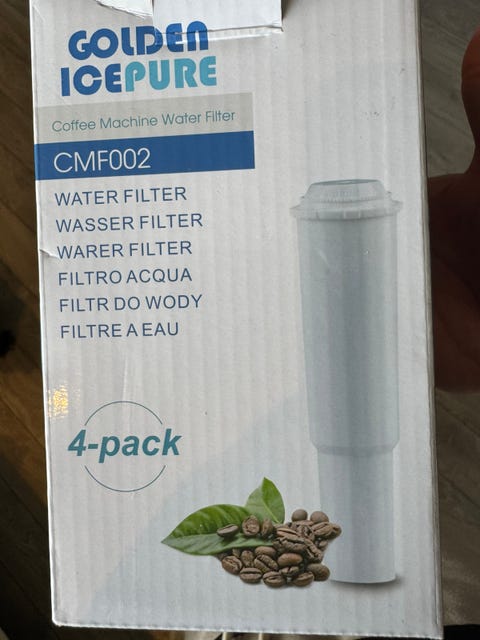 GOLDEN
ICEPURE
Coffee Machine Water Filter
CMF002
WATER FILTER
WASSER FILTER
WARER FILTER
FILTRO ACQUA
FILTR DO WODY
FILTRE A EAU
4-pack